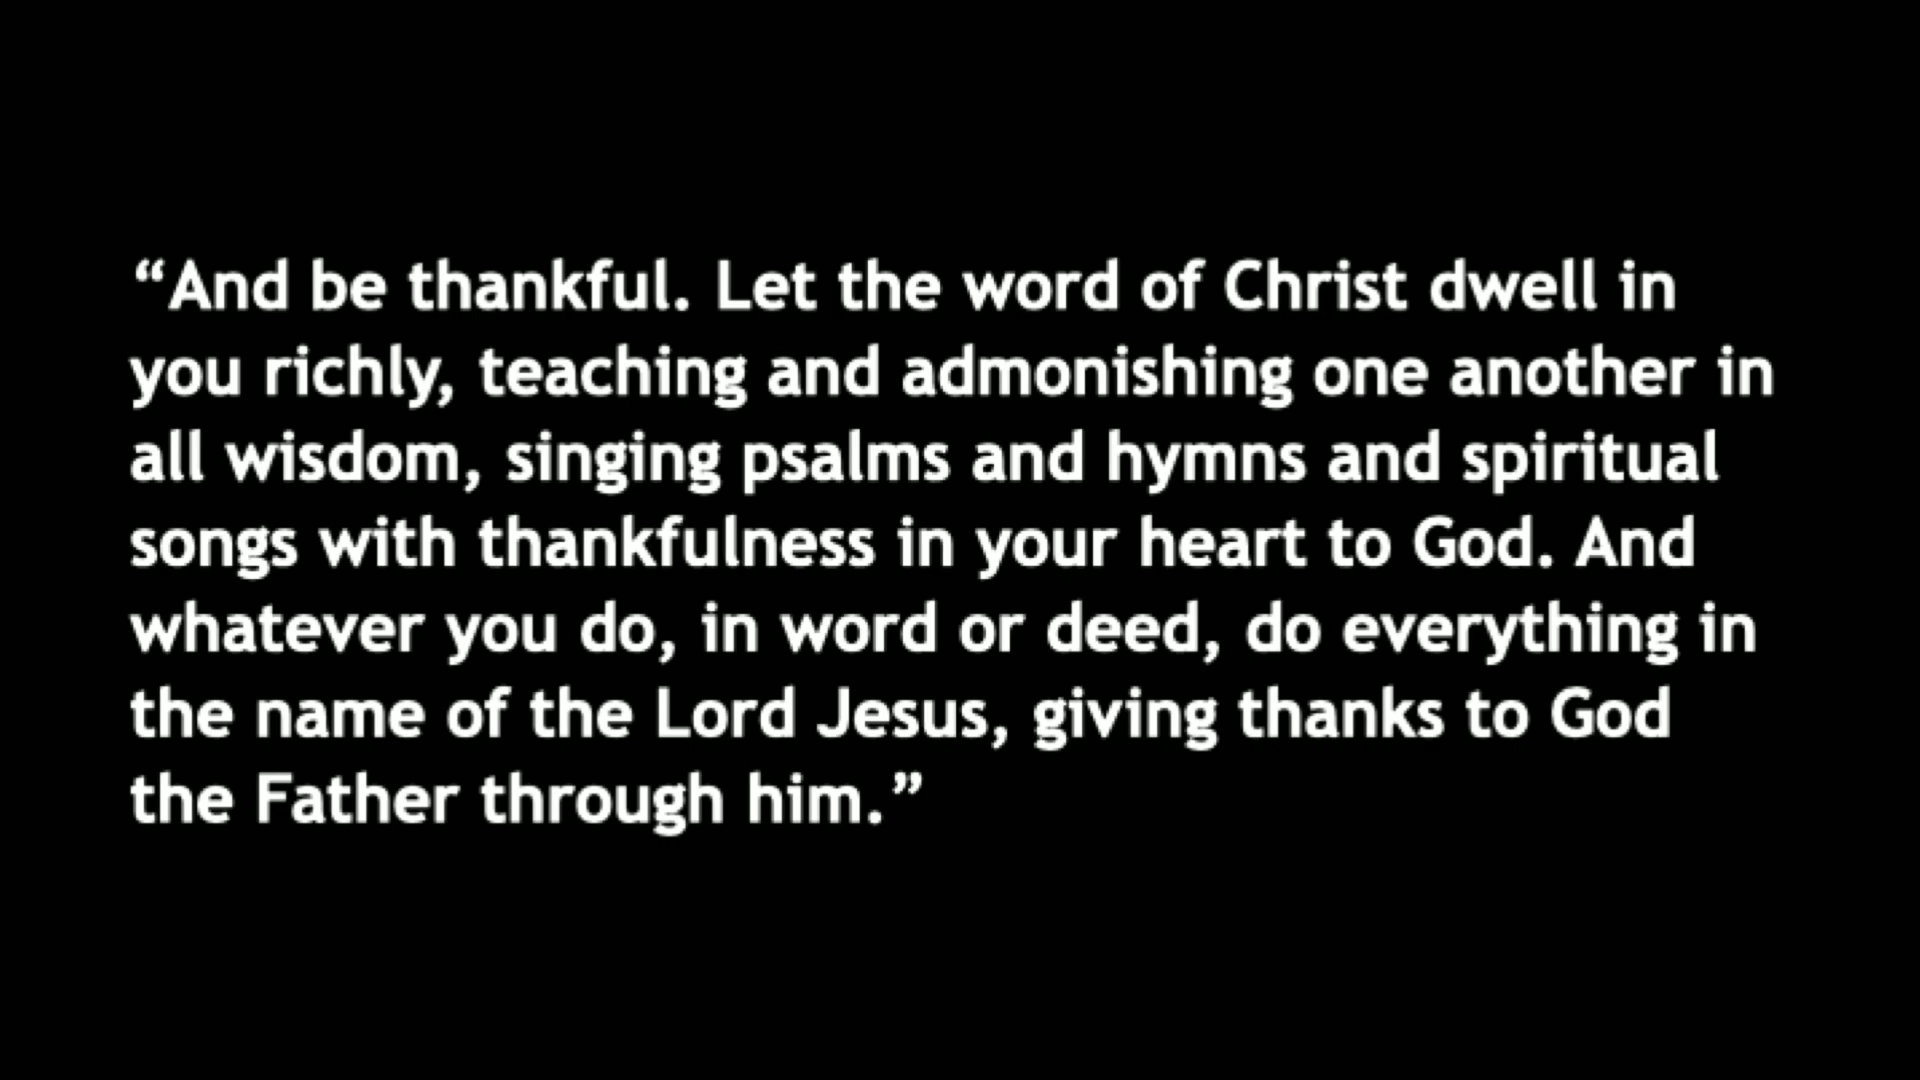 “And be thankful. Let the word of Christ dwell in
you richly, teaching and admonishing one another in
all wisdom, singing psalms and hymns and spiritual
songs with thankfulness in your heart to God. And
whatever you do, in word or deed, do everything in
the name of the Lord Jesus, giving thanks to God
the Father through him.”